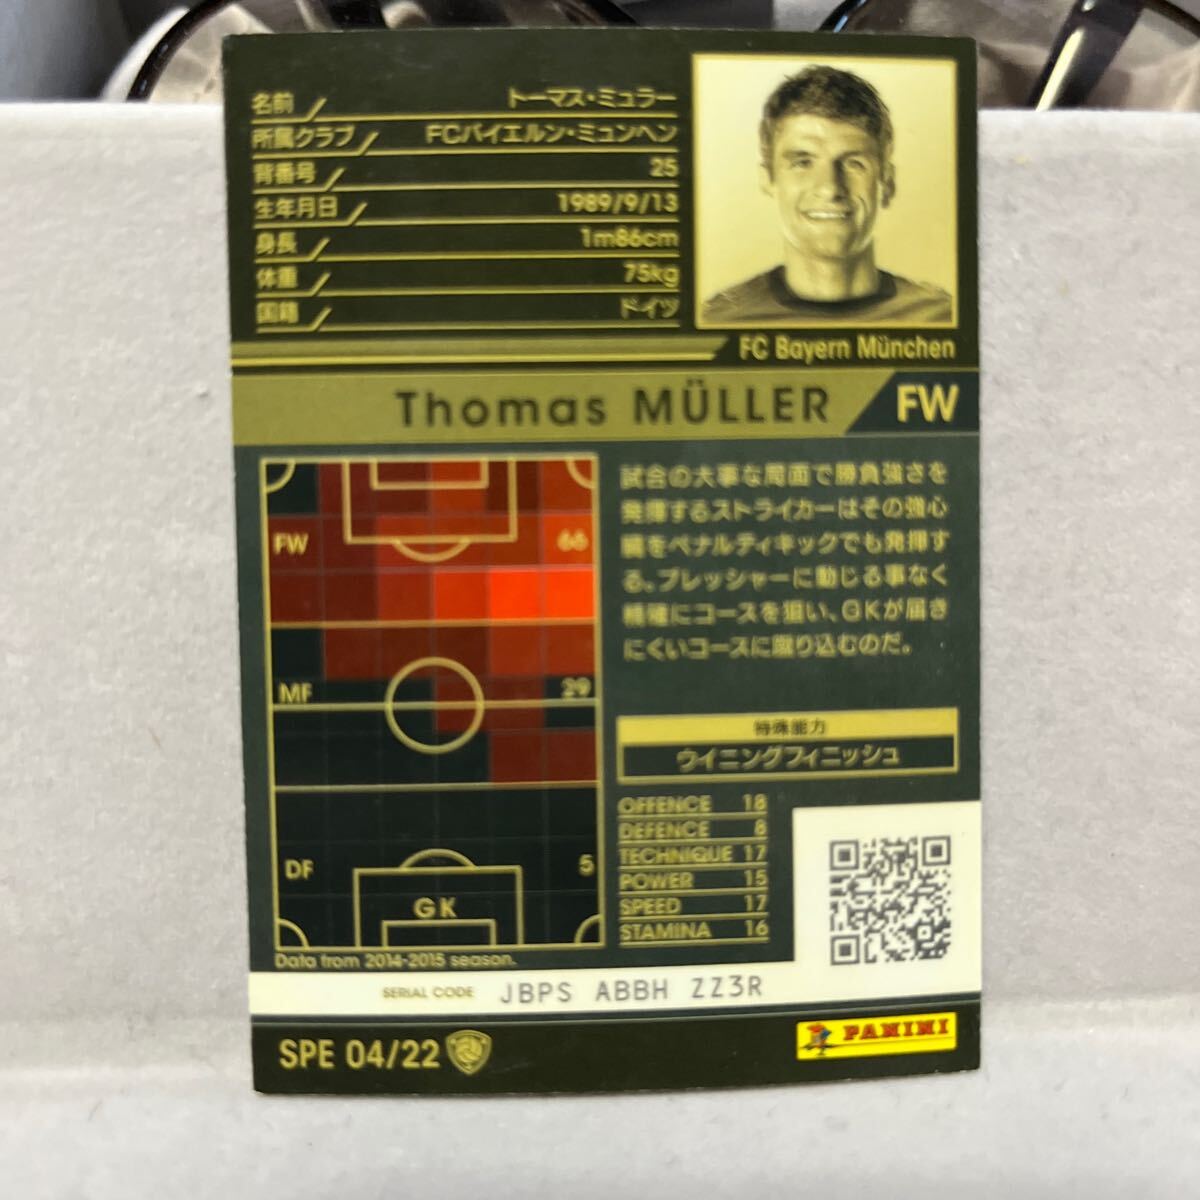 名前 トーマス・ミュラー
所属クラブ FCバイエルン・ミュンヘン
背番号 25
生年月日 1989/9/13
身長 1m86cm
体重 75kg
国籍 ドイツ
FC Bayern München
Thomas MÜLLER FW
FW 66
MF 29
DF 5
GK
Data from 2014-2015 season.
試合の大事な局面で勝負強さを
発揮するストライカーはその強心
臓をペナルティキックでも発揮す
る。プレッシャーに動じる事なく
精確にコースを狙い、GKが届き
にくいコースに蹴り込むのだ。
特殊能力
ウイニングフィニッシュ
OFFENCE 18
DEFENCE 8
TECHNIQUE 17
POWER 15
SPEED 17
STAMINA 16
SERIAL CODE JBPS ABBH ZZ3R
SPE 04/22
PANINI